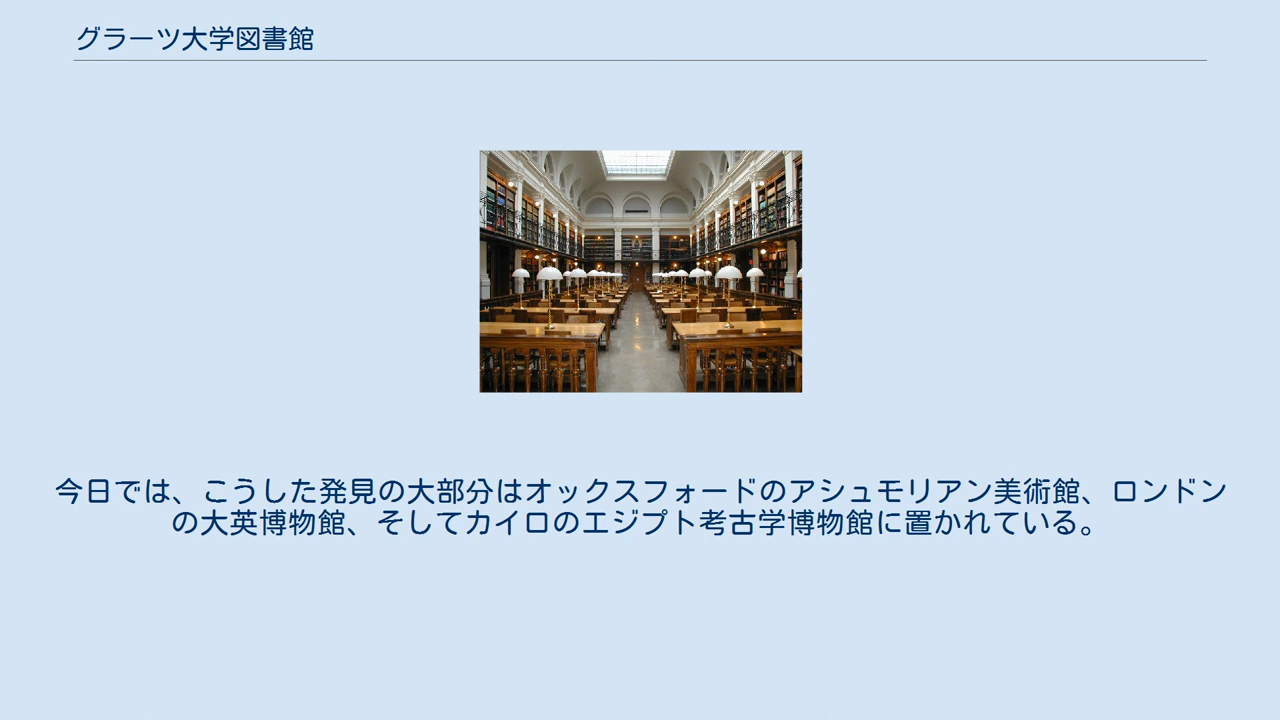 グラーツ大学図書館
今日では、こうした発見の大部分はオックスフォードのアシュモリアン美術館、ロンドン
の大英博物館、そしてカイロのエジプト考古学博物館に置かれている。